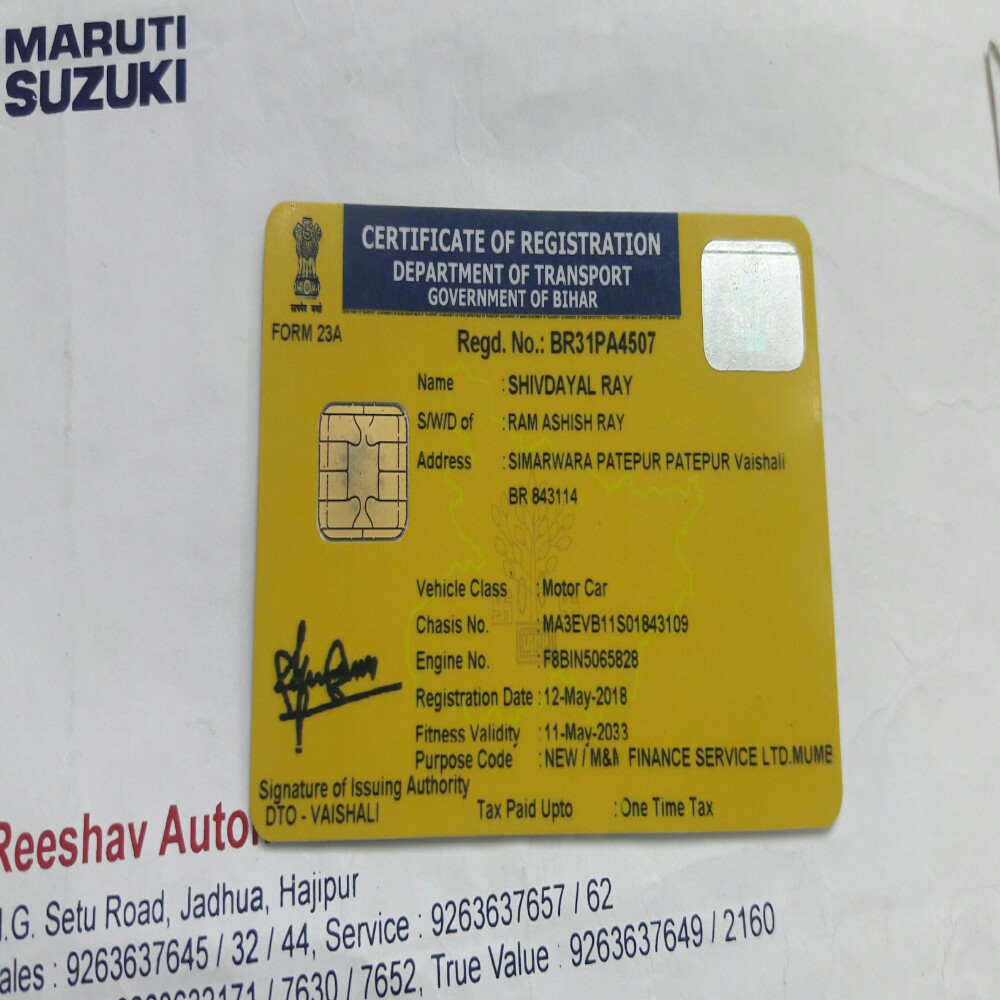 MARUTI
SUZUKI
CERTIFICATE OF REGISTRATION
DEPARTMENT OF TRANSPORT
GOVERNMENT OF BIHAR
सत्यमेव जयते
FORM 23A
Regd. No.: BR31PA4507
Name : SHIVDAYAL RAY
S/W/D of : RAM ASHISH RAY
Address : SIMARWARA PATEPUR PATEPUR Vaishali
BR 843114
Vehicle Class : Motor Car
Chasis No. : MA3EVB11S01843109
Engine No. : F8BIN5065828
Registration Date : 12-May-2018
Fitness Validity : 11-May-2033
Purpose Code : NEW / M&M FINANCE SERVICE LTD.MUMB
Signature of Issuing Authority
DTO - VAISHALI
Tax Paid Upto : One Time Tax
Reeshav Auto
.G. Setu Road, Jadhua, Hajipur
ales : 9263637645 / 32 / 44, Service : 9263637657 / 62
/ 7630 / 7652, True Value : 9263637649 / 2160